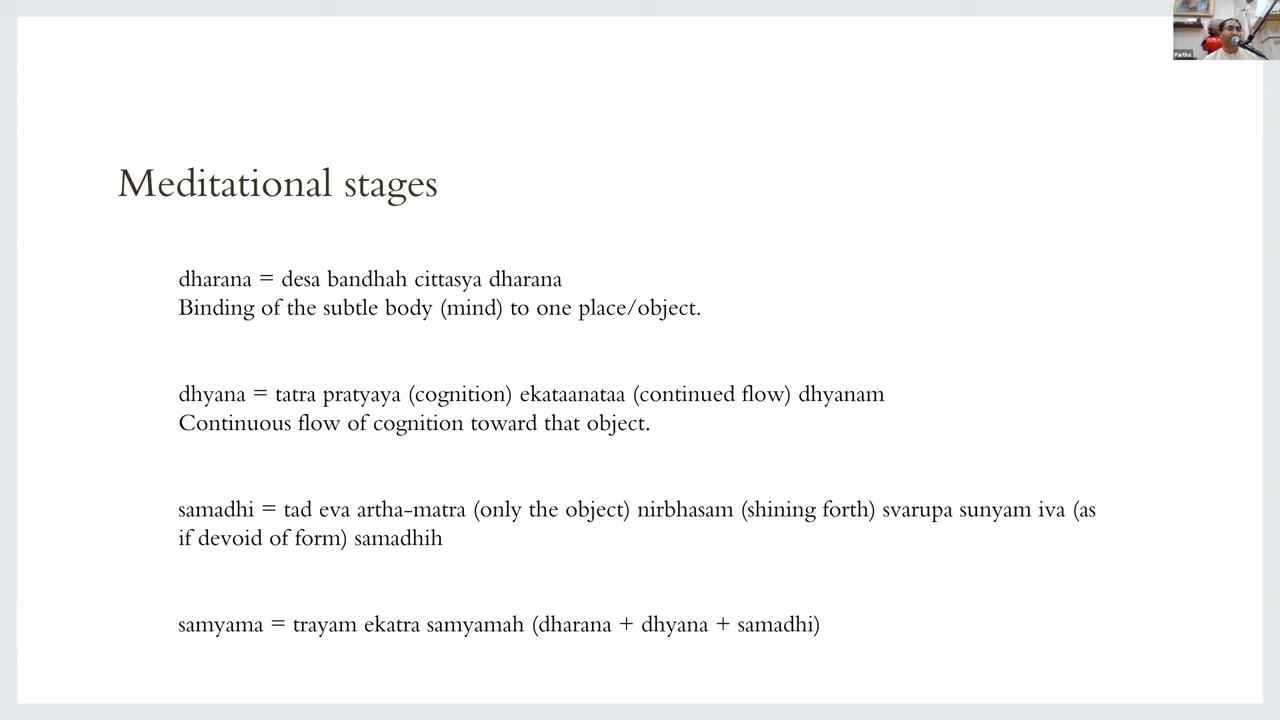 Partha
Meditational stages
dharana = desa bandhah cittasya dharana
Binding of the subtle body (mind) to one place/object.
dhyana = tatra pratyaya (cognition) ekataanataa (continued flow) dhyanam
Continuous flow of cognition toward that object.
samadhi = tad eva artha-matra (only the object) nirbhasam (shining forth) svarupa sunyam iva (as
if devoid of form) samadhih
samyama = trayam ekatra samyamah (dharana + dhyana + samadhi)